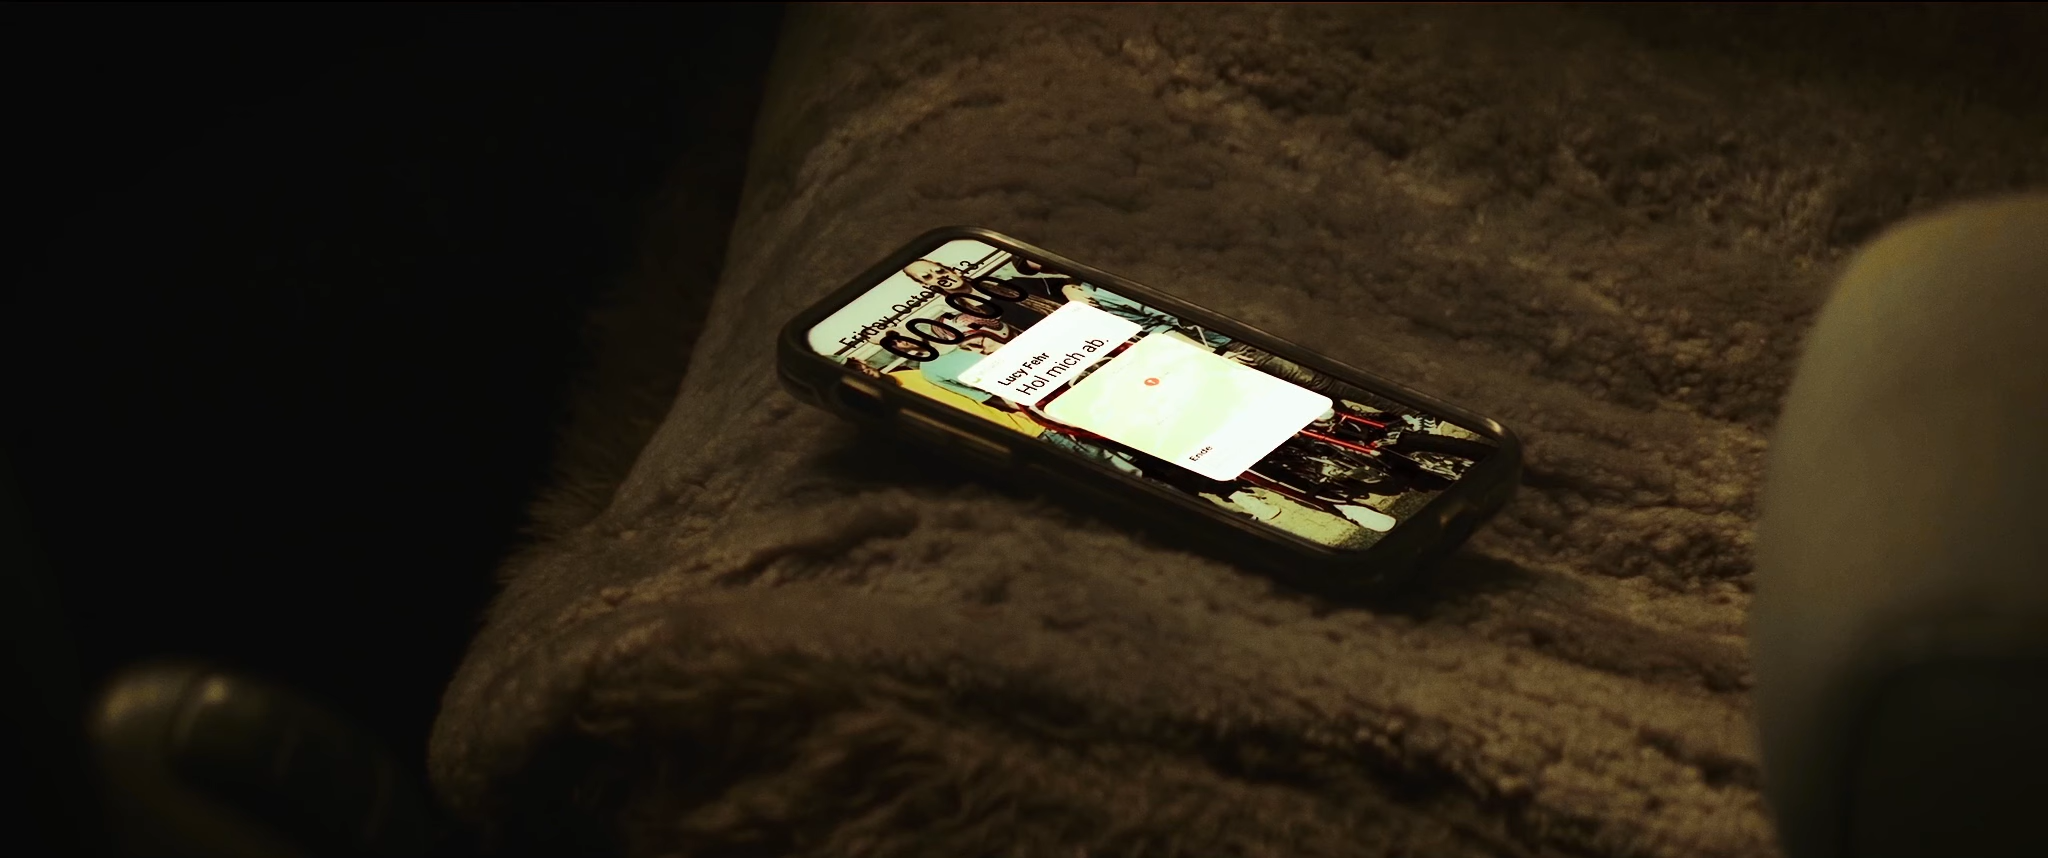 Friday, October 13.
00:00
Lucy Fehr
Hol mich ab.
Ende